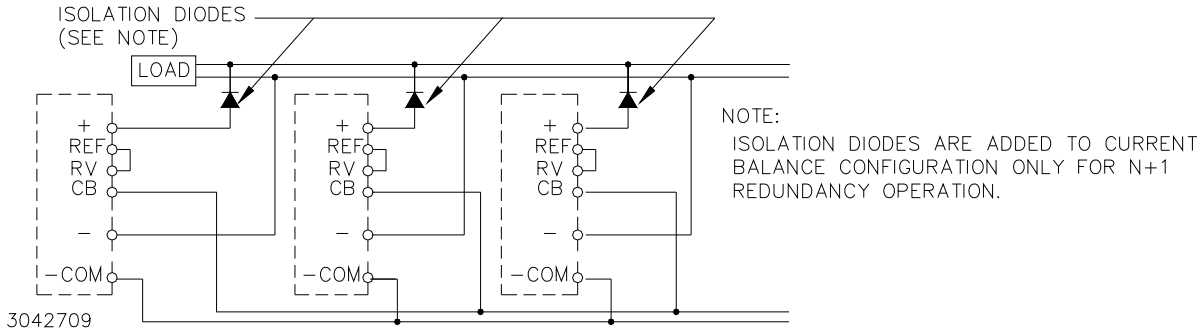 ISOLATION DIODES
(SEE NOTE)
LOAD
+
REF
RV
CB
–
–COM
+
REF
RV
CB
–
–COM
+
REF
RV
CB
–
–COM
NOTE:
ISOLATION DIODES ARE ADDED TO CURRENT
BALANCE CONFIGURATION ONLY FOR N+1
REDUNDANCY OPERATION.
3042709